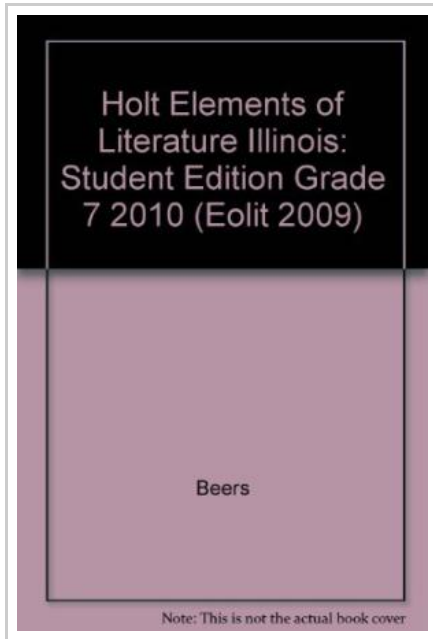 Holt Elements of
Literature Illinois:
Student Edition Grade
7 2010 (Eolit 2009)
Beers
Note: This is not the actual book cover